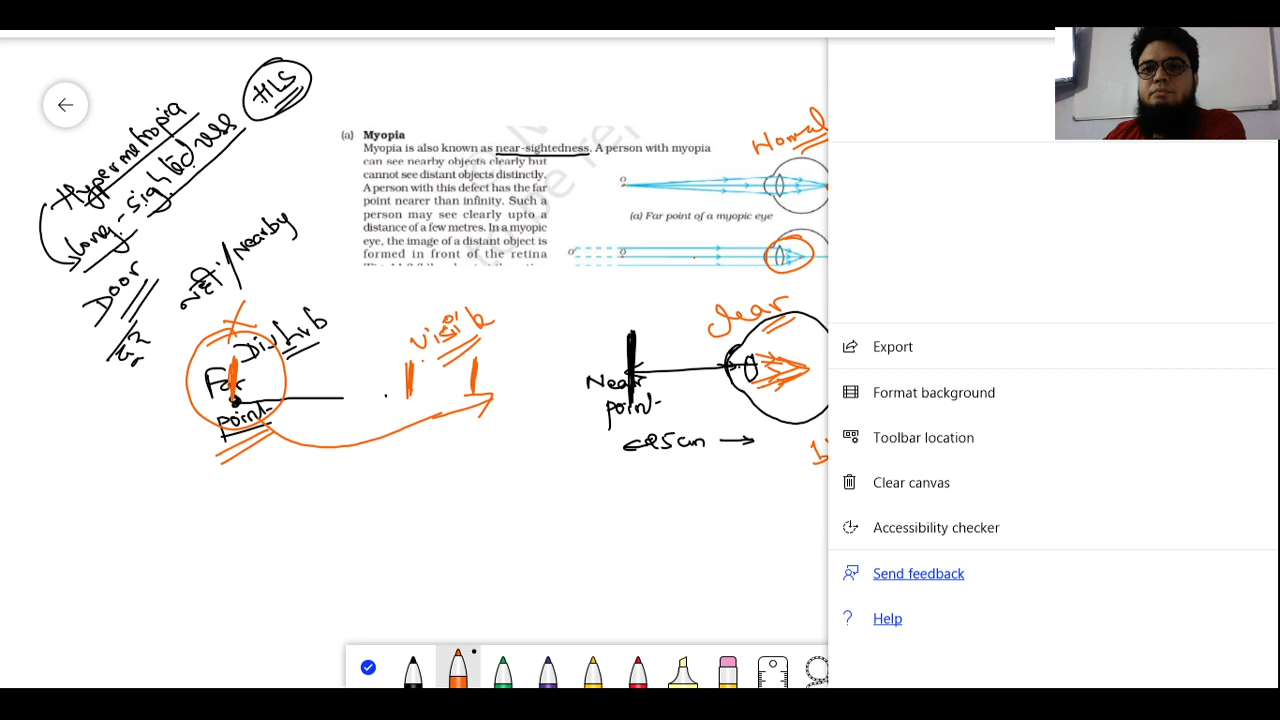 Hypermetropia
long-sightedness
HLS
Door
/Nearby
(a) Myopia
Myopia is also known as near-sightedness. A person with myopia
can see nearby objects clearly but
cannot see distant objects distinctly.
A person with this defect has the far
point nearer than infinity. Such a
person may see clearly upto a
distance of a few metres. In a myopic
eye, the image of a distant object is
formed in front of the retina
Normal
O
(a) Far point of a myopic eye
O'
O
Far
point
visible
clear
Near
point
25 cm
Export
Format background
Toolbar location
Clear canvas
Accessibility checker
Send feedback
Help